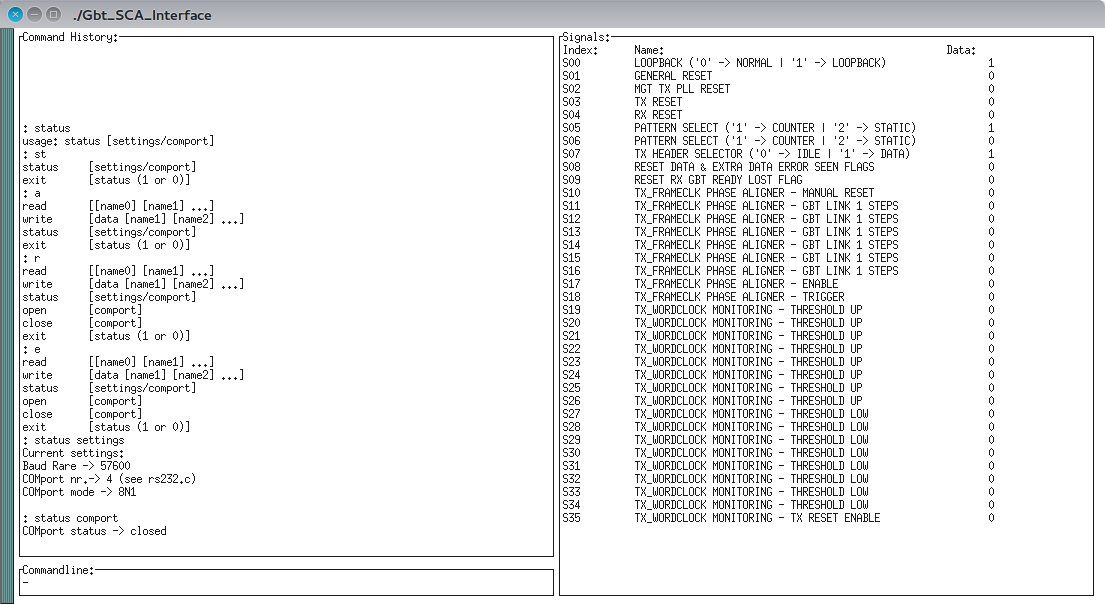 ./Gbt_SCA_Interface
Command History:
: status
usage: status [settings/comport]
: st
status [settings/comport]
exit [status (1 or 0)]
: a
read [[name0] [name1] ...]
write [data [name1] [name2] ...]
status [settings/comport]
exit [status (1 or 0)]
: r
read [[name0] [name1] ...]
write [data [name1] [name2] ...]
status [settings/comport]
open [comport]
close [comport]
exit [status (1 or 0)]
: e
read [[name0] [name1] ...]
write [data [name1] [name2] ...]
status [settings/comport]
open [comport]
close [comport]
exit [status (1 or 0)]
: status settings
Current settings:
Baud Rare -> 57600
COMport nr.-> 4 (see rs232.c)
COMport mode -> 8N1
: status comport
COMport status -> closed
Commandline:
_
Signals:
Index: Name: Data:
S00 LOOPBACK ('0' -> NORMAL | '1' -> LOOPBACK) 1
S01 GENERAL RESET 0
S02 MGT TX PLL RESET 0
S03 TX RESET 0
S04 RX RESET 0
S05 PATTERN SELECT ('1' -> COUNTER | '2' -> STATIC) 1
S06 PATTERN SELECT ('1' -> COUNTER | '2' -> STATIC) 0
S07 TX HEADER SELECTOR ('0' -> IDLE | '1' -> DATA) 1
S08 RESET DATA & EXTRA DATA ERROR SEEN FLAGS 0
S09 RESET RX GBT READY LOST FLAG 0
S10 TX_FRAMECLK PHASE ALIGNER - MANUAL RESET 0
S11 TX_FRAMECLK PHASE ALIGNER - GBT LINK 1 STEPS 0
S12 TX_FRAMECLK PHASE ALIGNER - GBT LINK 1 STEPS 0
S13 TX_FRAMECLK PHASE ALIGNER - GBT LINK 1 STEPS 0
S14 TX_FRAMECLK PHASE ALIGNER - GBT LINK 1 STEPS 0
S15 TX_FRAMECLK PHASE ALIGNER - GBT LINK 1 STEPS 0
S16 TX_FRAMECLK PHASE ALIGNER - GBT LINK 1 STEPS 0
S17 TX_FRAMECLK PHASE ALIGNER - ENABLE 0
S18 TX_FRAMECLK PHASE ALIGNER - TRIGGER 0
S19 TX_WORDCLOCK MONITORING - THRESHOLD UP 0
S20 TX_WORDCLOCK MONITORING - THRESHOLD UP 0
S21 TX_WORDCLOCK MONITORING - THRESHOLD UP 0
S22 TX_WORDCLOCK MONITORING - THRESHOLD UP 0
S23 TX_WORDCLOCK MONITORING - THRESHOLD UP 0
S24 TX_WORDCLOCK MONITORING - THRESHOLD UP 0
S25 TX_WORDCLOCK MONITORING - THRESHOLD UP 0
S26 TX_WORDCLOCK MONITORING - THRESHOLD UP 0
S27 TX_WORDCLOCK MONITORING - THRESHOLD LOW 0
S28 TX_WORDCLOCK MONITORING - THRESHOLD LOW 0
S29 TX_WORDCLOCK MONITORING - THRESHOLD LOW 0
S30 TX_WORDCLOCK MONITORING - THRESHOLD LOW 0
S31 TX_WORDCLOCK MONITORING - THRESHOLD LOW 0
S32 TX_WORDCLOCK MONITORING - THRESHOLD LOW 0
S33 TX_WORDCLOCK MONITORING - THRESHOLD LOW 0
S34 TX_WORDCLOCK MONITORING - THRESHOLD LOW 0
S35 TX_WORDCLOCK MONITORING - TX RESET ENABLE 0